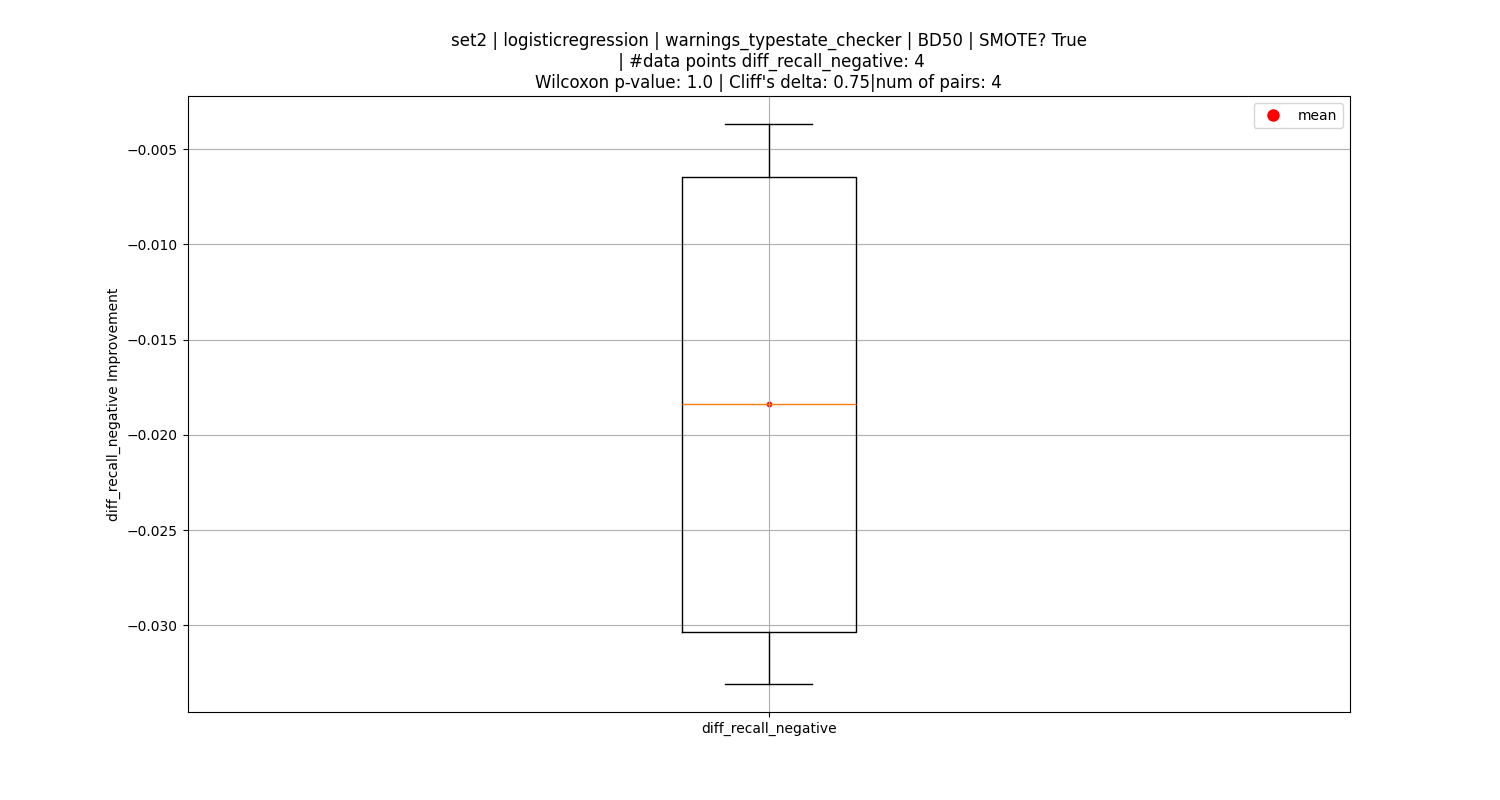 set2 | logisticregression | warnings_typestate_checker | BD50 | SMOTE? True
| #data points diff_recall_negative: 4
Wilcoxon p-value: 1.0 | Cliff's delta: 0.75|num of pairs: 4
mean
−0.005
−0.010
−0.015
−0.020
−0.025
−0.030
diff_recall_negative Improvement
diff_recall_negative